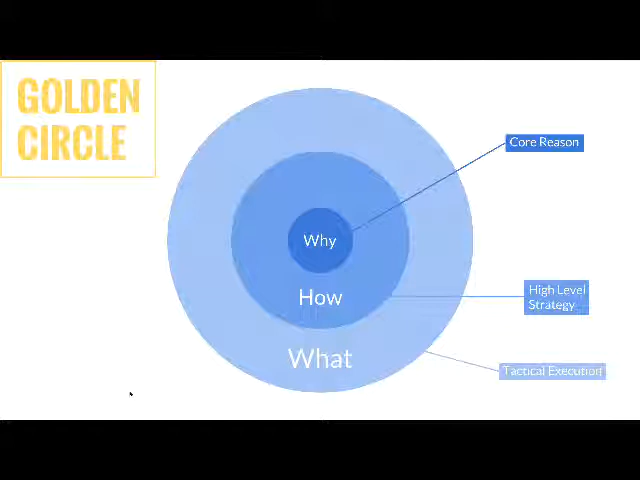 GOLDEN
CIRCLE
Core Reason
Why
High Level
Strategy
How
What
Tactical Execution